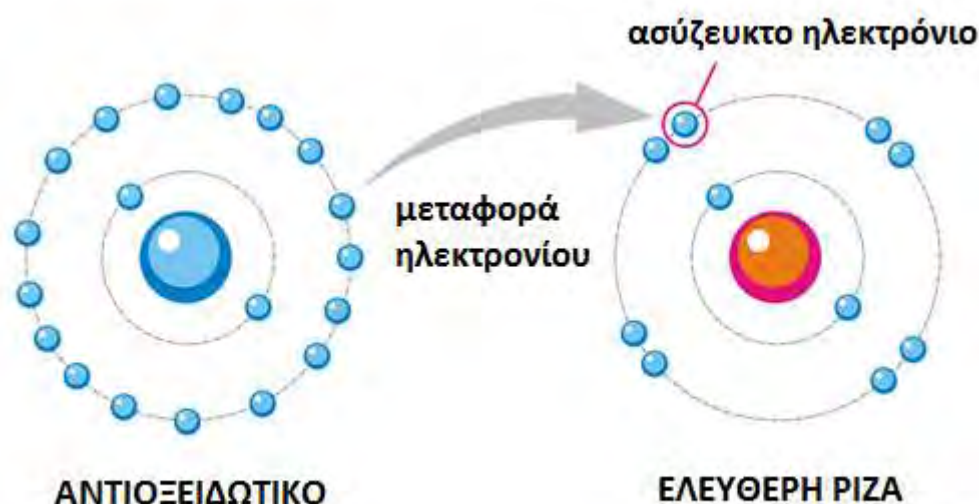 ασύζευκτο ηλεκτρόνιο
μεταφορά
ηλεκτρονίου
ΑΝΤΙΟΞΕΙΔΩΤΙΚΟ
ΕΛΕΥΘΕΡΗ ΡΙΖΑ